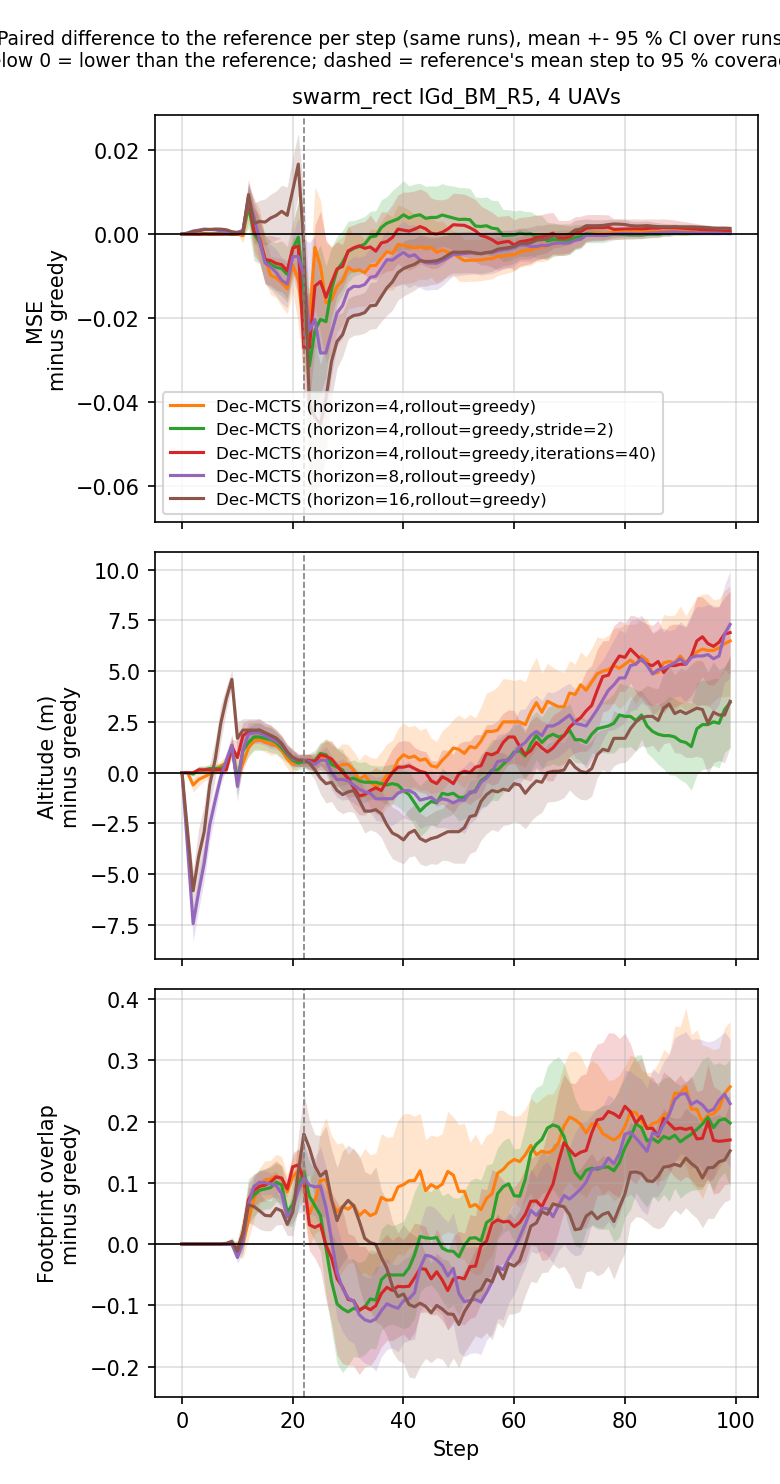 Paired difference to the reference per step (same runs), mean +- 95 % CI over runs
0 = lower than the reference; dashed = reference's mean step to 95 %
swarm_rect IGd_BM_R5, 4 UAVs
0.02
0.00
−0.02
−0.04
−0.06
MSE
minus greedy
Dec-MCTS (horizon=4,rollout=greedy)
Dec-MCTS (horizon=4,rollout=greedy,stride=2)
Dec-MCTS (horizon=4,rollout=greedy,iterations=40)
Dec-MCTS (horizon=8,rollout=greedy)
Dec-MCTS (horizon=16,rollout=greedy)
10.0
7.5
5.0
2.5
0.0
−2.5
−5.0
−7.5
Altitude (m)
minus greedy
0.4
0.3
0.2
0.1
0.0
−0.1
−0.2
Footprint overlap
minus greedy
0 20 40 60 80 100
Step